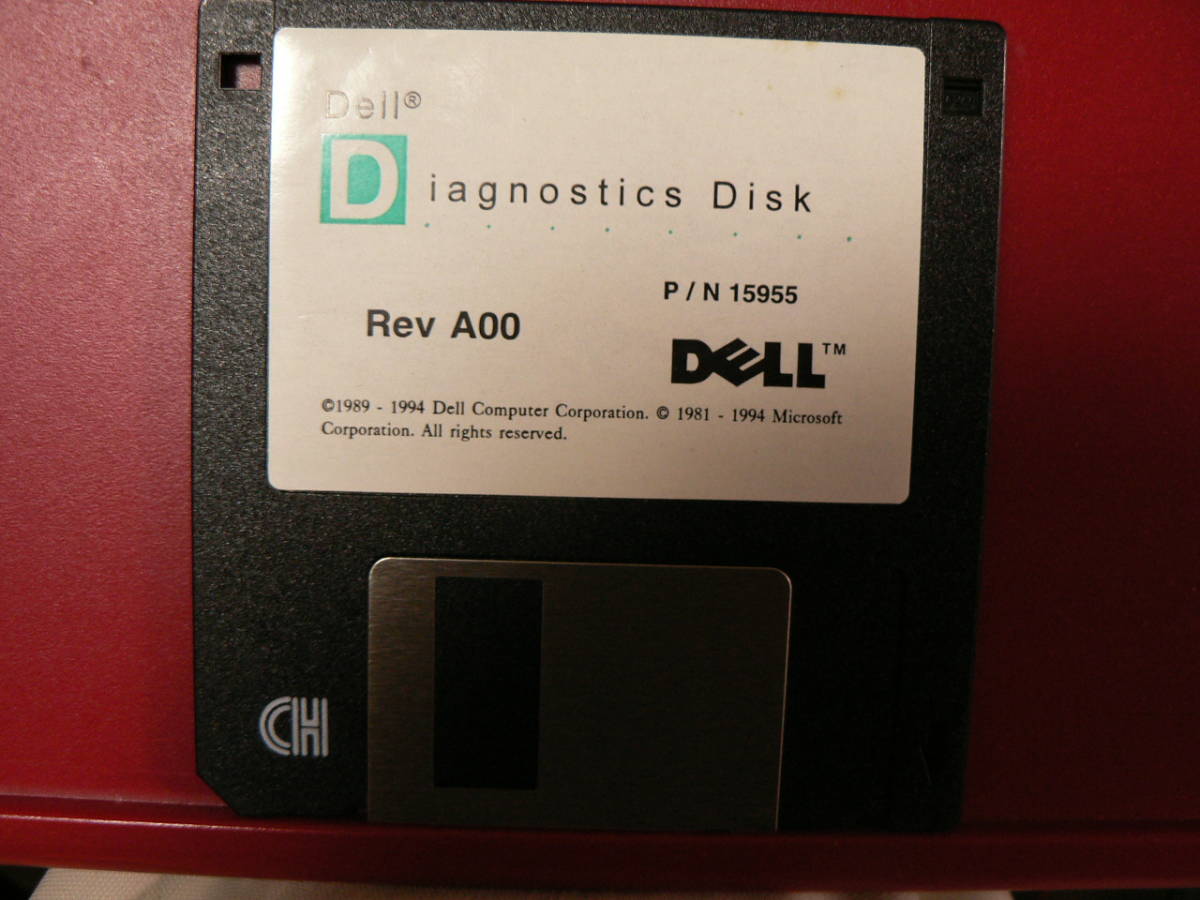 Dell®
Diagnostics Disk
P / N 15955
Rev A00
DELL™
©1989 - 1994 Dell Computer Corporation. © 1981 - 1994 Microsoft
Corporation. All rights reserved.
CH